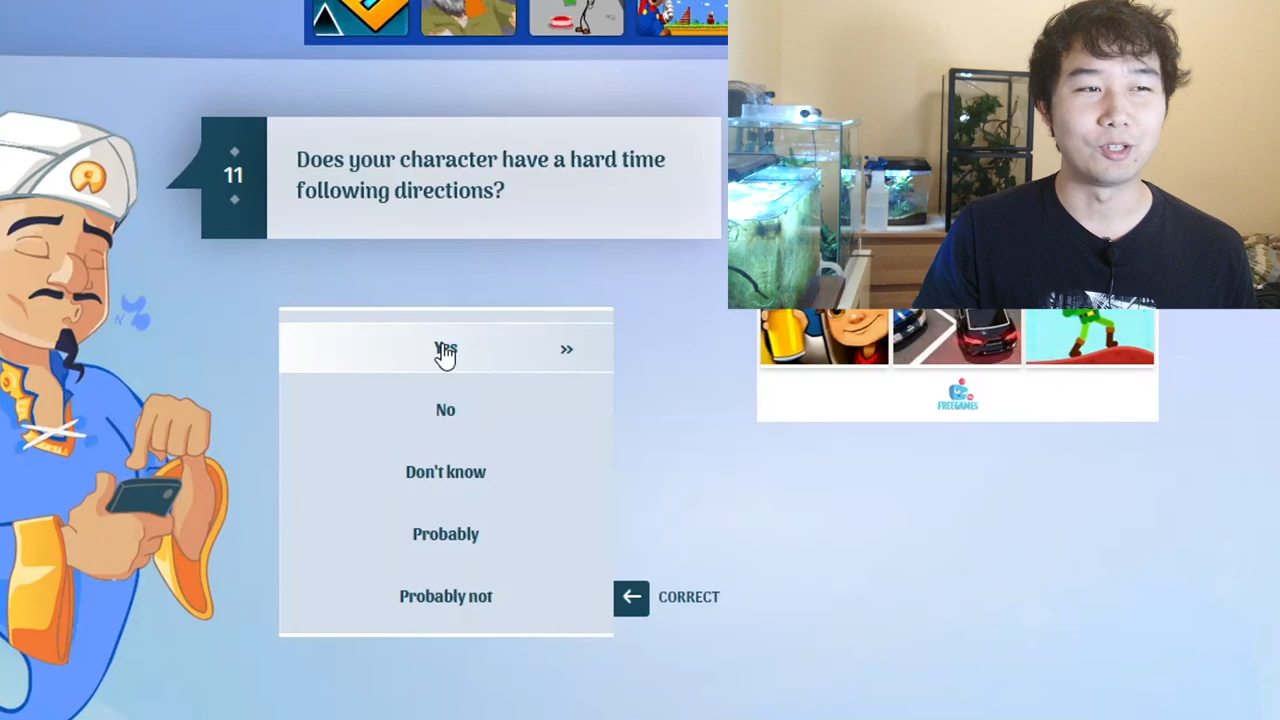 11
Does your character have a hard time
following directions?
Yes
No
Don't know
Probably
Probably not
CORRECT
FREEGAMES